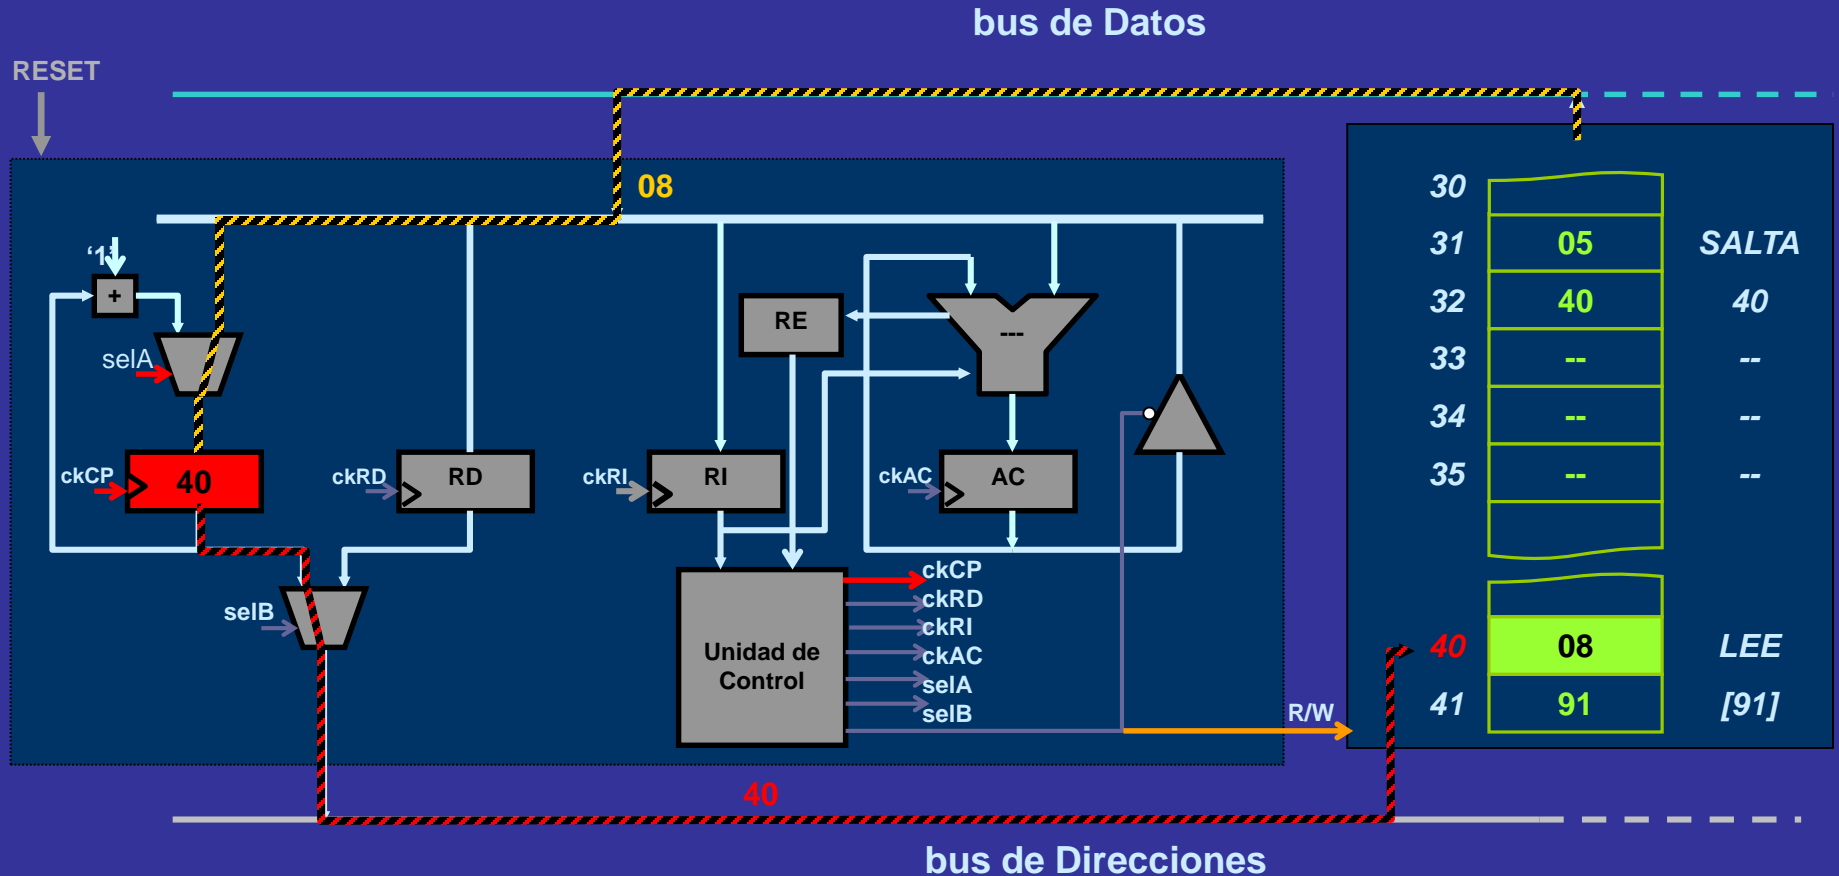 bus de Datos
RESET
08
‘1’
+
selA
ckCP
40
ckRD
RD
RE
---
ckRI
RI
ckAC
AC
selB
Unidad de
Control
ckCP
ckRD
ckRI
ckAC
selA
selB
R/W
30
31 05 SALTA
32 40 40
33 -- --
34 -- --
35 -- --
40 08 LEE
41 91 [91]
40
bus de Direcciones